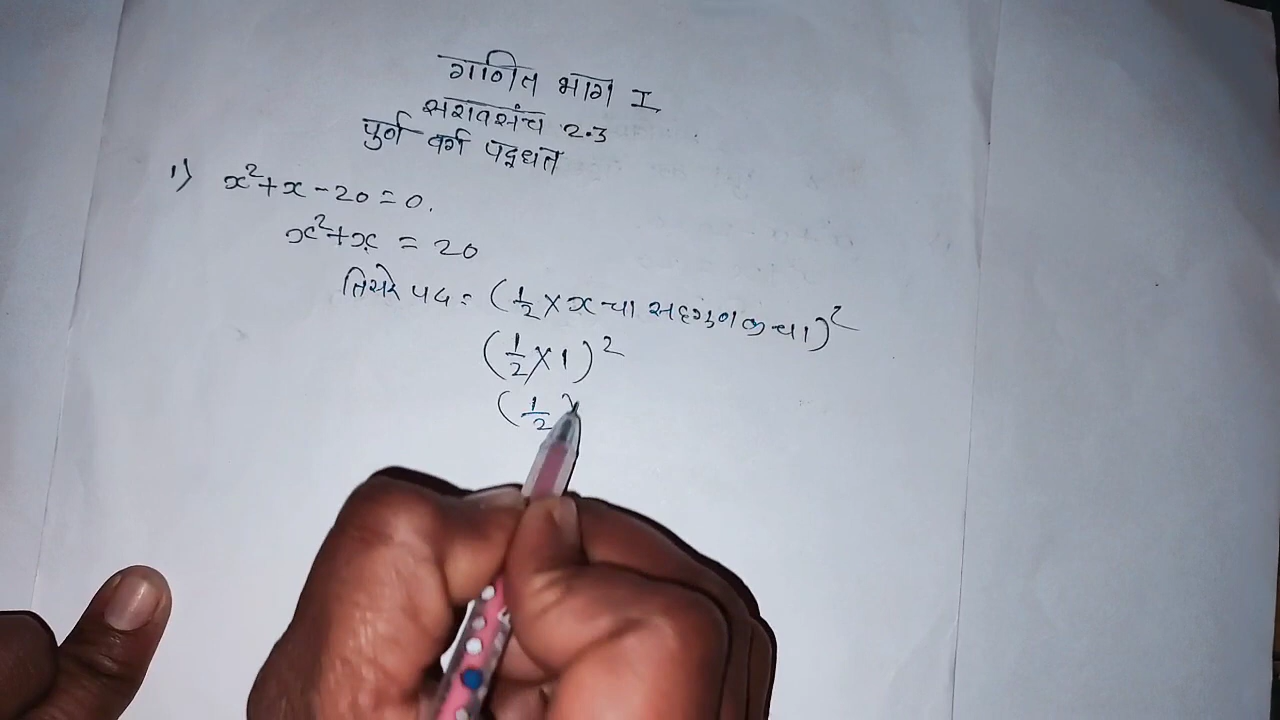 गणित भाग I
सरावसंच 2.3
पुर्ण वर्ग पद्धधत
1) x²+x-20=0.
x²+x = 20
तिसरे पद = (1/2 × x च्या सहगुणकाचा)²
(1/2 × 1)²
(1/2)